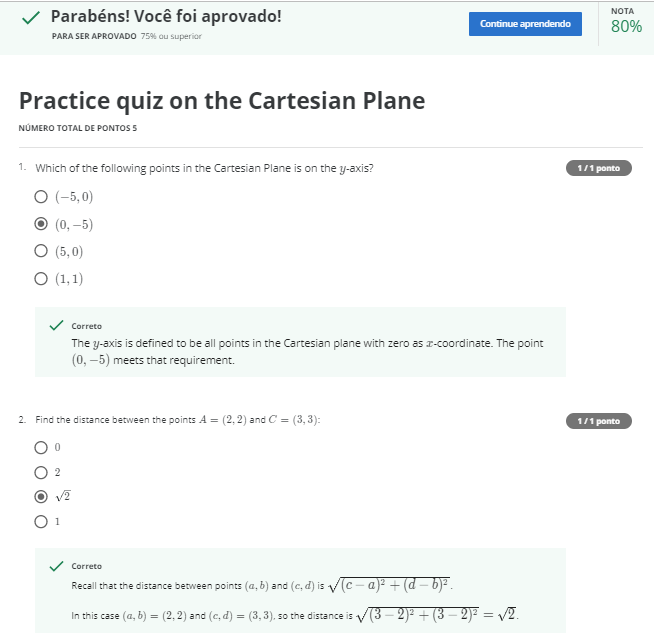 Parabéns! Você foi aprovado!
PARA SER APROVADO 75% ou superior
Continue aprendendo
NOTA
80%
Practice quiz on the Cartesian Plane
NÚMERO TOTAL DE PONTOS 5
1. Which of the following points in the Cartesian Plane is on the y-axis?
1 / 1 ponto
(−5, 0)
(0, −5)
(5, 0)
(1, 1)
Correto
The y-axis is defined to be all points in the Cartesian plane with zero as x-coordinate. The point
(0, −5) meets that requirement.
2. Find the distance between the points A = (2, 2) and C = (3, 3):
1 / 1 ponto
0
2
√2
1
Correto
Recall that the distance between points (a, b) and (c, d) is √(c − a)² + (d − b)².
In this case (a, b) = (2, 2) and (c, d) = (3, 3). so the distance is √(3 − 2)² + (3 − 2)² = √2.